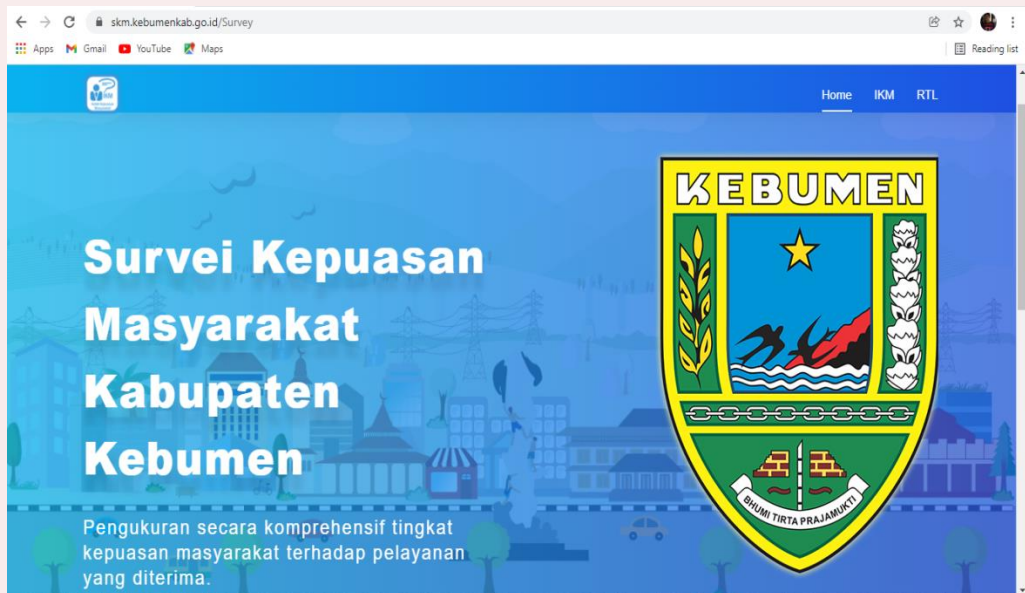 skm.kebumenkab.go.id/Survey
Apps Gmail YouTube Maps Reading list
Home IKM RTL
KEBUMEN
Survei Kepuasan
Masyarakat
Kabupaten
Kebumen
BHUMI TIRTA PRAJAMUKTI
Pengukuran secara komprehensif tingkat
kepuasan masyarakat terhadap pelayanan
yang diterima.